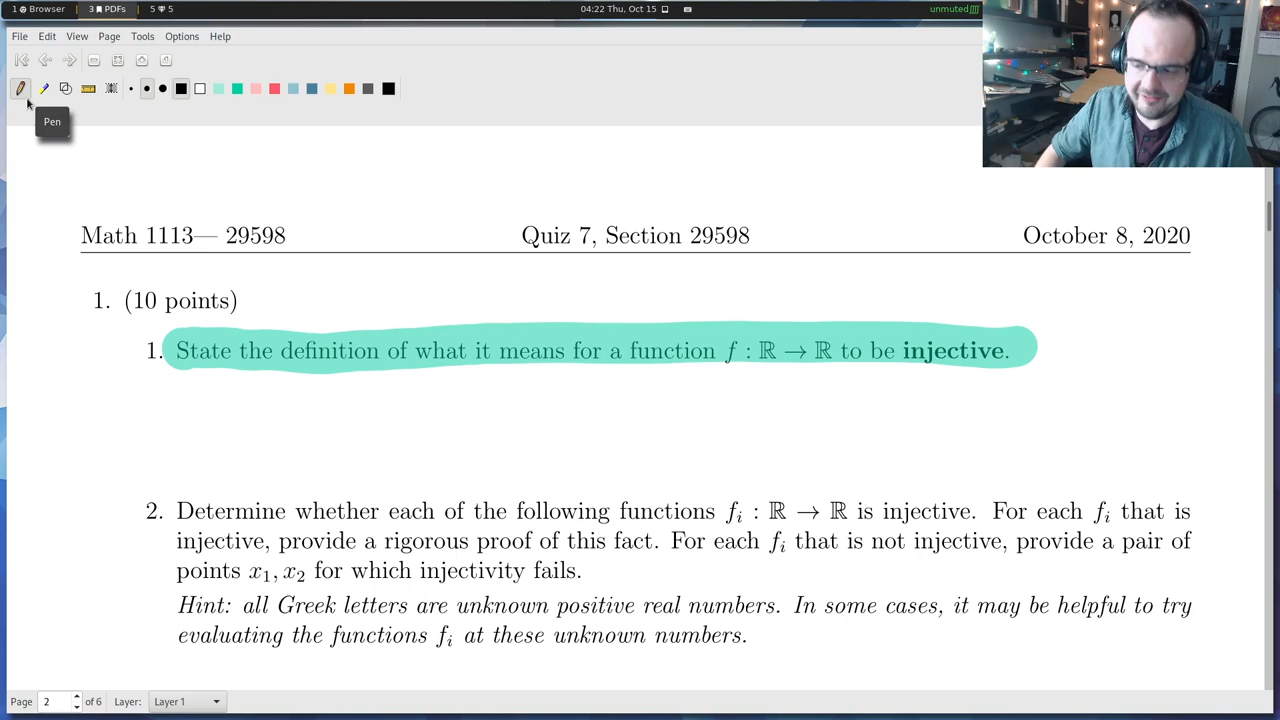 1 Browser | 3 PDFs 5 5 04:22 Thu, Oct 15 unmuted
File Edit View Page Tools Options Help
Pen
Math 1113— 29598 Quiz 7, Section 29598 October 8, 2020
1. (10 points)
1. State the definition of what it means for a function f : ℝ → ℝ to be injective.
2. Determine whether each of the following functions fᵢ : ℝ → ℝ is injective. For each fᵢ that is
injective, provide a rigorous proof of this fact. For each fᵢ that is not injective, provide a pair of
points x₁, x₂ for which injectivity fails.
Hint: all Greek letters are unknown positive real numbers. In some cases, it may be helpful to try
evaluating the functions fᵢ at these unknown numbers.
Page 2 of 6 Layer: Layer 1